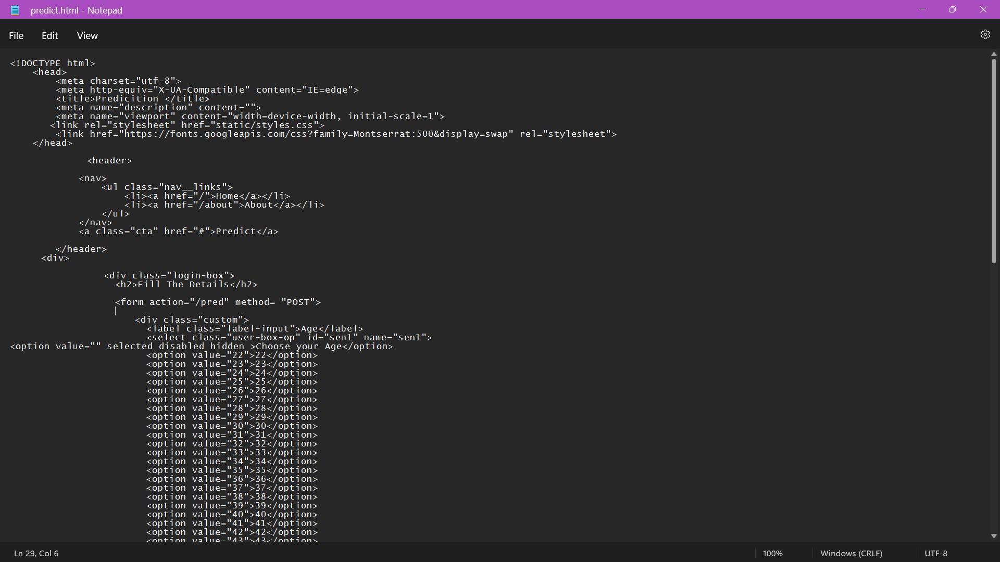 predict.html - Notepad
File Edit View
<!DOCTYPE html>
<head>
<meta charset="utf-8">
<meta http-equiv="X-UA-Compatible" content="IE=edge">
<title>Predicition </title>
<meta name="description" content="">
<meta name="viewport" content="width=device-width, initial-scale=1">
<link rel="stylesheet" href="static/styles.css">
<link href="https://fonts.googleapis.com/css?family=Montserrat:500&display=swap" rel="stylesheet">
</head>
<header>
<nav>
<ul class="nav__links">
<li><a href="/">Home</a></li>
<li><a href="/about">About</a></li>
</ul>
</nav>
<a class="cta" href="#">Predict</a>
</header>
<div>
<div class="login-box">
<h2>Fill The Details</h2>
<form action="/pred" method= "POST">
<div class="custom">
<label class="label-input">Age</label>
<select class="user-box-op" id="sen1" name="sen1">
<option value="" selected disabled hidden >Choose your Age</option>
<option value="22">22</option>
<option value="23">23</option>
<option value="24">24</option>
<option value="25">25</option>
<option value="26">26</option>
<option value="27">27</option>
<option value="28">28</option>
<option value="29">29</option>
<option value="30">30</option>
<option value="31">31</option>
<option value="32">32</option>
<option value="33">33</option>
<option value="34">34</option>
<option value="35">35</option>
<option value="36">36</option>
<option value="37">37</option>
<option value="38">38</option>
<option value="39">39</option>
<option value="40">40</option>
<option value="41">41</option>
<option value="42">42</option>
<option value="43">43</option>
Ln 29, Col 6 100% Windows (CRLF) UTF-8